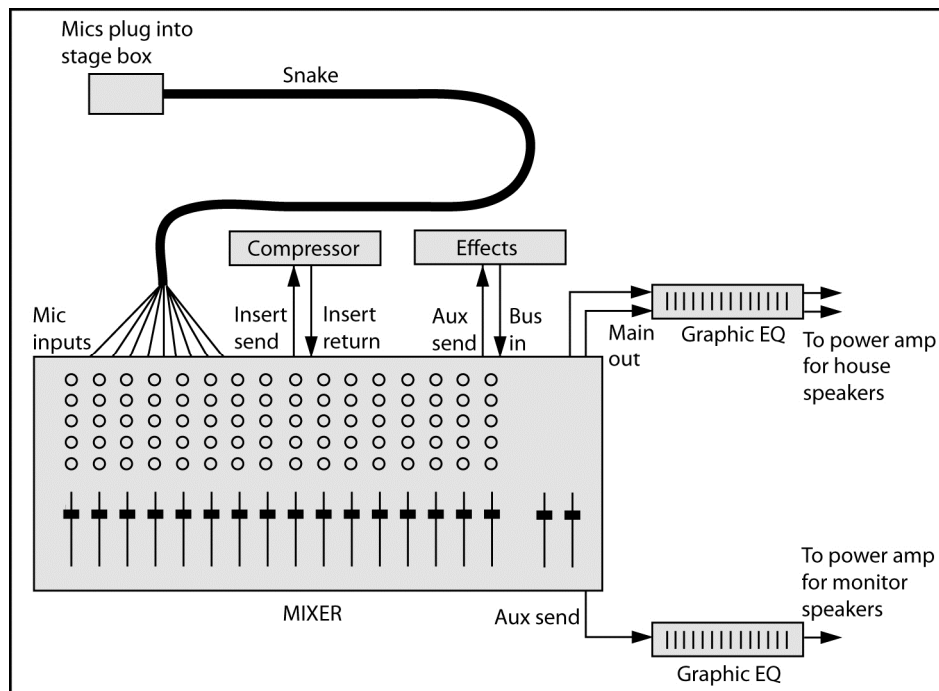 Mics plug into
stage box
Snake
Compressor
Effects
Mic
inputs
Insert
send
Insert
return
Aux
send
Bus
in
Main
out
Graphic EQ
To power amp
for house
speakers
MIXER
Aux send
To power amp
for monitor
speakers
Graphic EQ